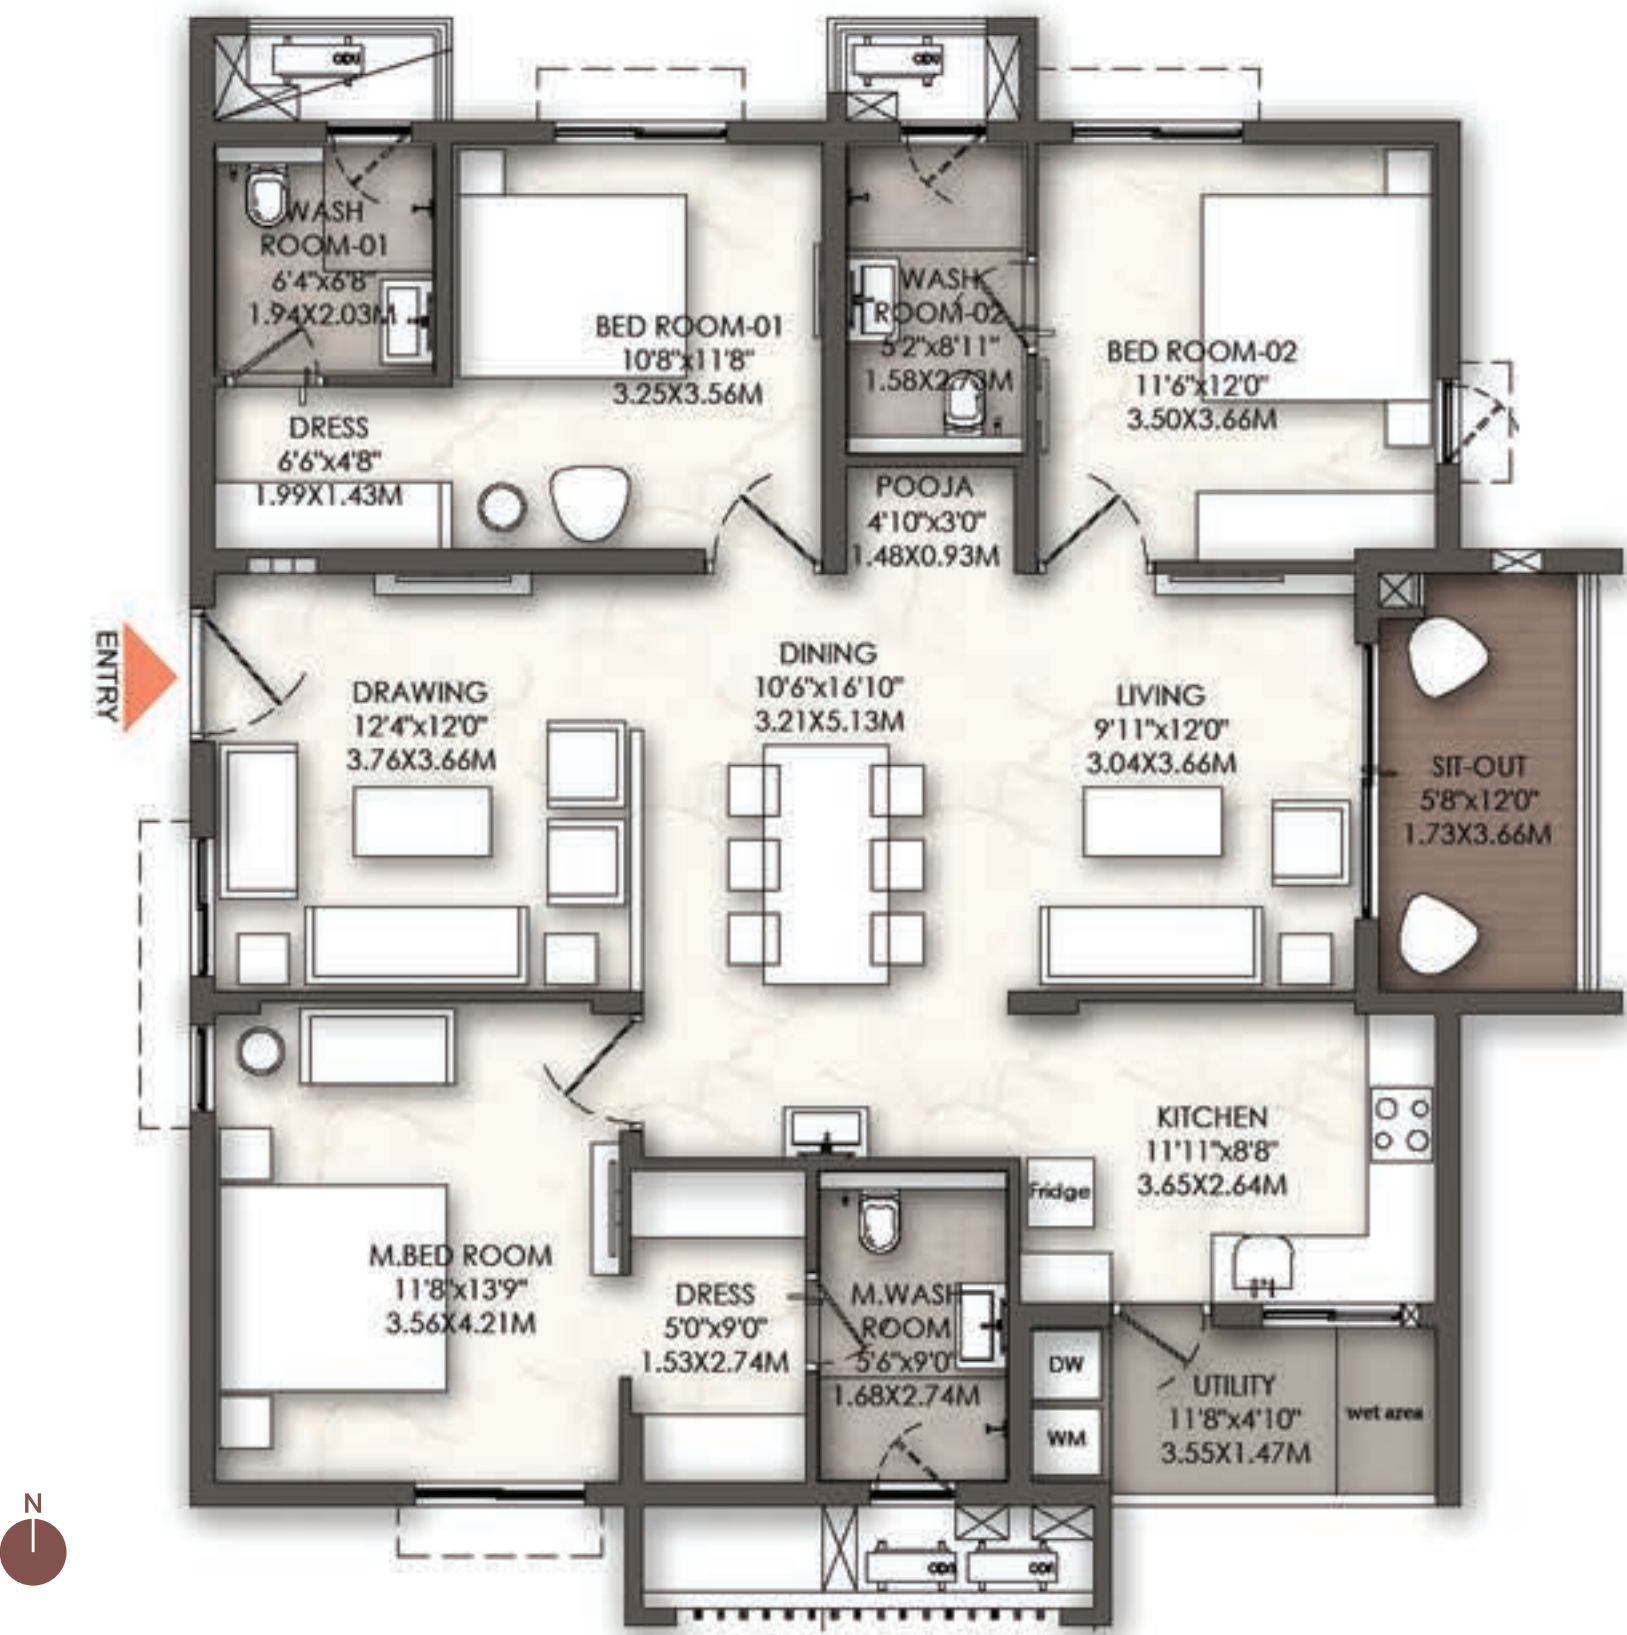 ODU
ODU
WASH
ROOM-01
6'4"x6'8"
1.94X2.03M
BED ROOM-01
10'8"x11'8"
3.25X3.56M
WASH
ROOM-02
5'2"x8'11"
1.58X2.73M
BED ROOM-02
11'6"x12'0"
3.50X3.66M
DRESS
6'6"x4'8"
1.99X1.43M
POOJA
4'10"x3'0"
1.48X0.93M
ENTRY
DRAWING
12'4"x12'0"
3.76X3.66M
DINING
10'6"x16'10"
3.21X5.13M
LIVING
9'11"x12'0"
3.04X3.66M
SIT-OUT
5'8"x12'0"
1.73X3.66M
KITCHEN
11'11"x8'8"
3.65X2.64M
Fridge
M.BED ROOM
11'8"x13'9"
3.56X4.21M
DRESS
5'0"x9'0"
1.53X2.74M
M.WASH
ROOM
5'6"x9'0"
1.68X2.74M
DW
WM
UTILITY
11'8"x4'10"
3.55X1.47M
wet area
N
ODU
ODU